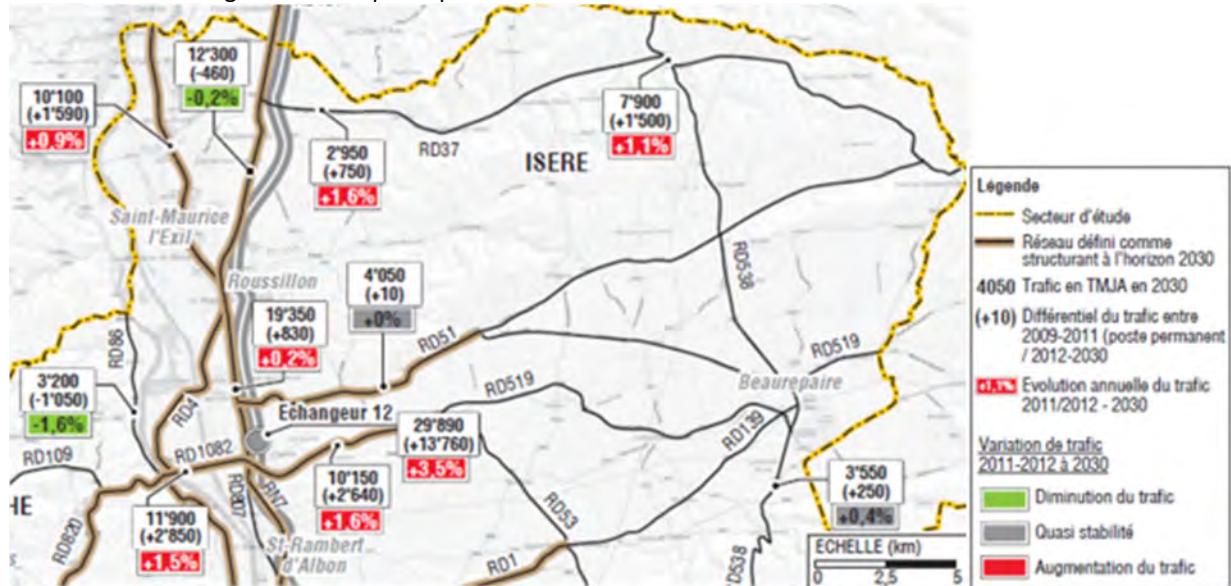 12'300
(-460)
-0,2%
10'100
(+1'590)
+0,9%
2'950
(+750)
+1,6%
RD37
ISERE
7'900
(+1'500)
+1,1%
Saint-Maurice
l'Exil
Roussillon
4'050
(+10)
+0%
19'350
(+830)
+0,2%
RD51
RD538
RD86
3'200
(-1'050)
-1,6%
RD4
Echangeur 12
RD519
RD519
Beaurepaire
RD139
29'890
(+13'760)
+3,5%
RD109
RD1082
10'150
(+2'640)
+1,6%
3'550
(+250)
+0,4%
HE
RD820
11'900
(+2'850)
+1,5%
RD807
RN7
St-Rambert
d'Albon
RD53
RD1
RD538
ECHELLE (km)
0 2,5 5
Légende
Secteur d'étude
Réseau défini comme
structurant à l'horizon 2030
4050 Trafic en TMJA en 2030
(+10) Différentiel du trafic entre
2009-2011 (poste permanent
/ 2012-2030
+1,1% Evolution annuelle du trafic
2011/2012 - 2030
Variation de trafic
2011-2012 à 2030
Diminution du trafic
Quasi stabilité
Augmentation du trafic